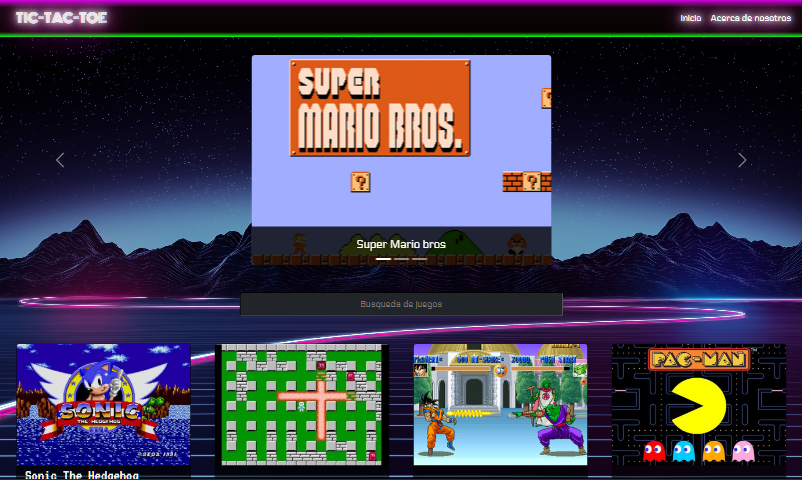 TIC-TAC-TOE
Inicio
Acerca de nosotros
SUPER
MARIO BROS.
?
?
Super Mario bros
Busqueda de juegos
SONIC
THE HEDGEHOG
©SEGA 1991
PAC-MAN
Sonic The Hedgehog